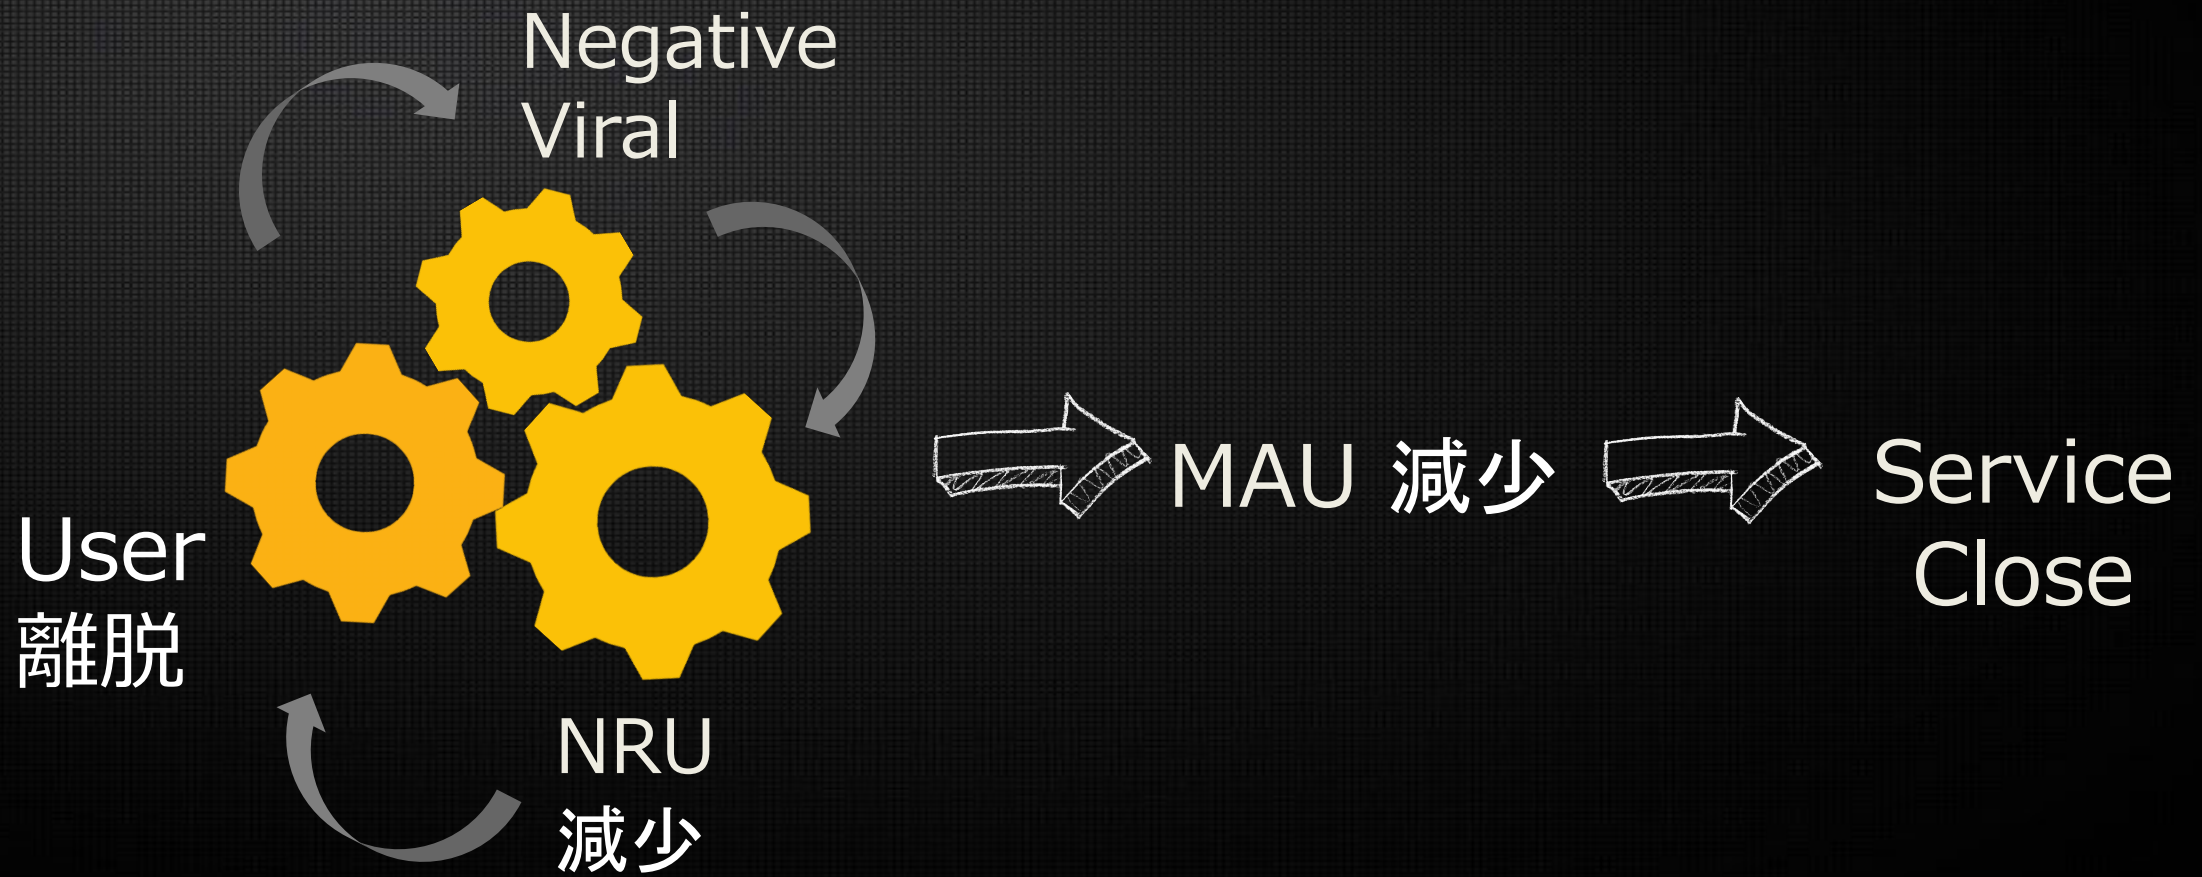 Negative
Viral
User
離脱
NRU
減少
MAU 減少
Service
Close